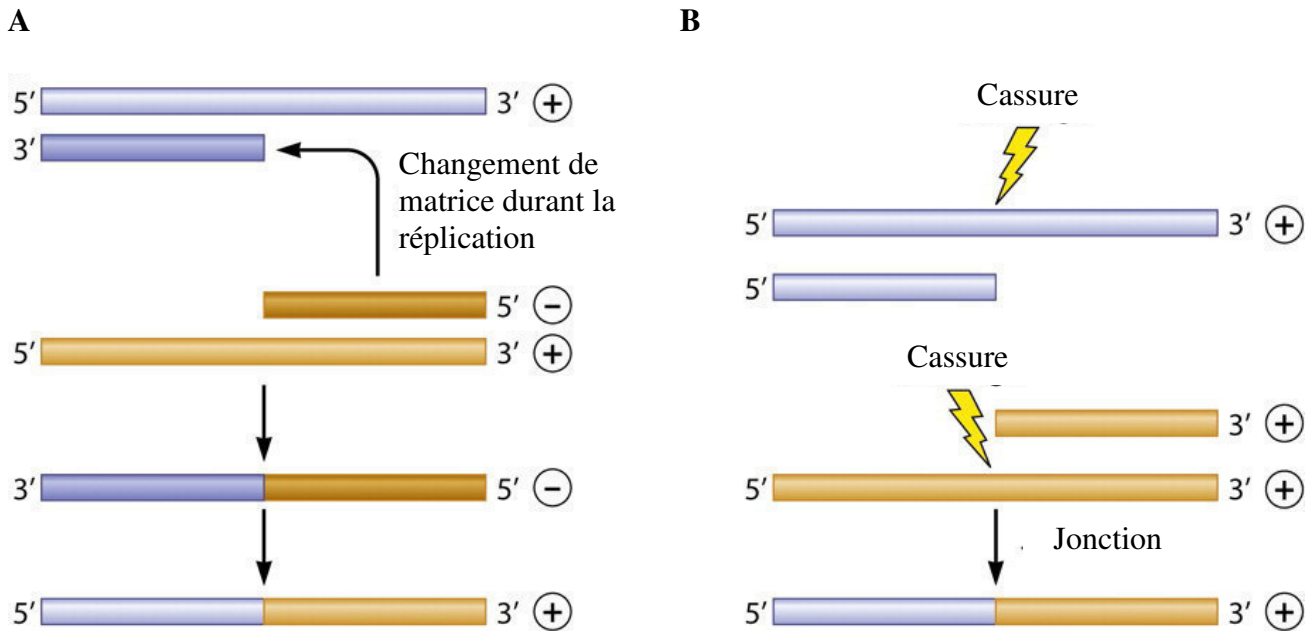 A
5′ 3′ +
3′
Changement de
matrice durant la
réplication
5′ −
5′ 3′ +
3′ 5′ −
5′ 3′ +
B
Cassure
5′ 3′ +
5′
Cassure
3′ +
5′ 3′ +
Jonction
5′ 3′ +